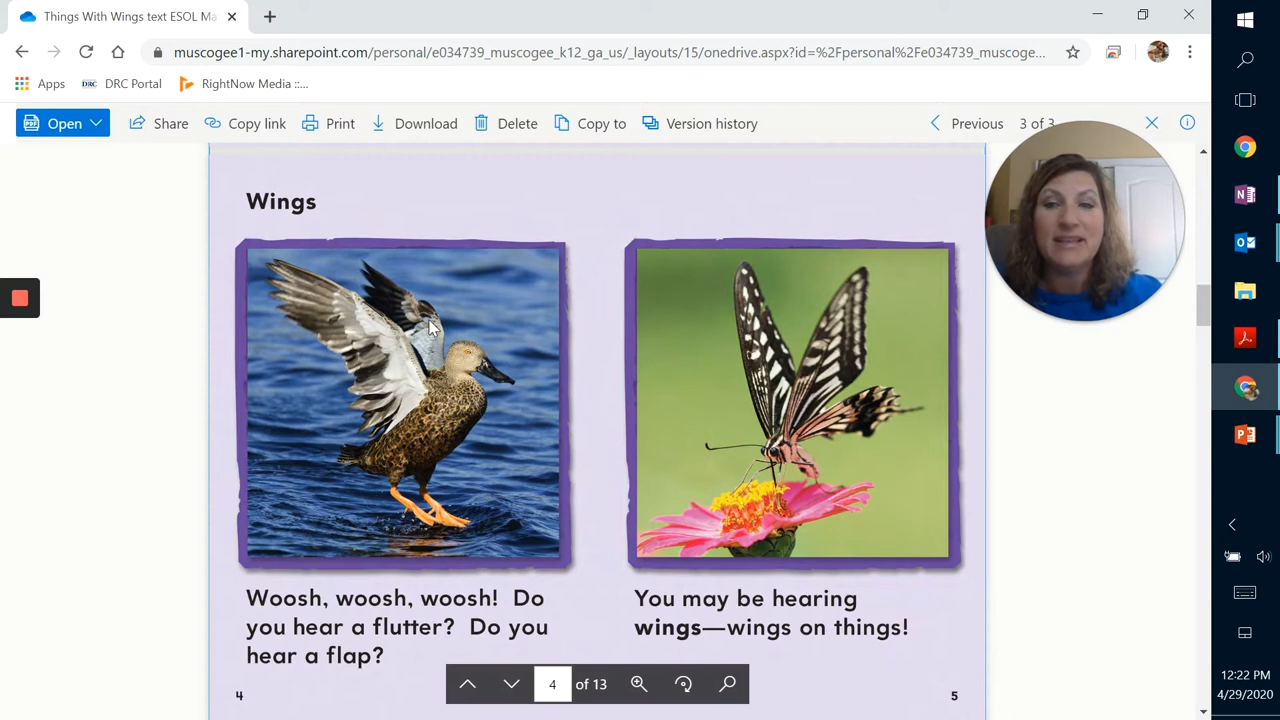 Things With Wings text ESOL Ma
muscogee1-my.sharepoint.com/personal/e034739_muscogee_k12_ga_us/_layouts/15/onedrive.aspx?id=%2Fpersonal%2Fe034739_muscoge...
Apps DRC DRC Portal RightNow Media ::...
PDF Open Share Copy link Print Download Delete Copy to Version history Previous 3 of 3
Wings
Woosh, woosh, woosh! Do
you hear a flutter? Do you
hear a flap?
4
You may be hearing
wings—wings on things!
5
4 of 13
12:22 PM
4/29/2020